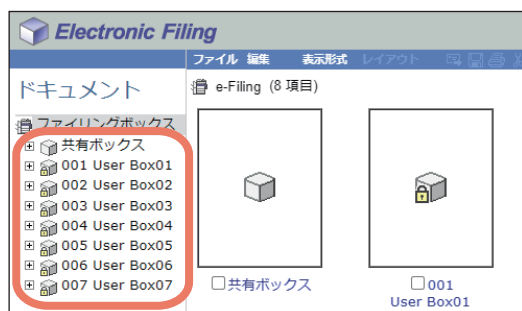 Electronic Filing
ファイル 編集 表示形式 レイアウト
ドキュメント
e-Filing (8 項目)
ファイリングボックス
共有ボックス
001 User Box01
002 User Box02
003 User Box03
004 User Box04
005 User Box05
006 User Box06
007 User Box07
共有ボックス
001
User Box01